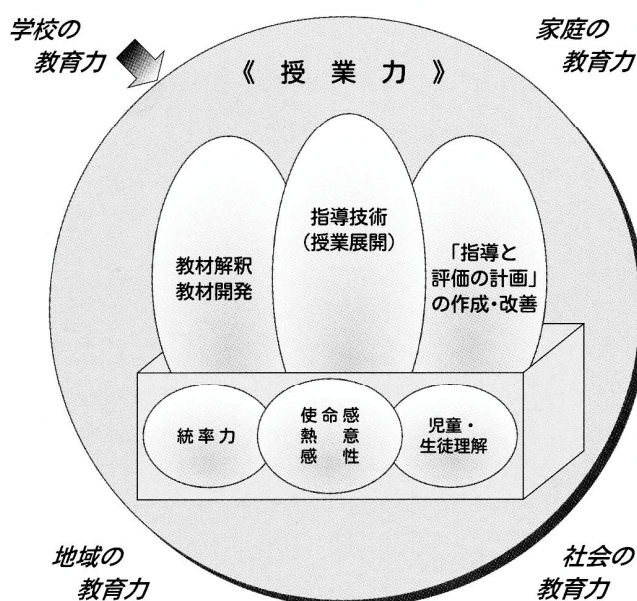 学校の
教育力
家庭の
教育力
《 授 業 力 》
指導技術
(授業展開)
教材解釈
教材開発
「指導と
評価の計画」
の作成・改善
統率力
使命感
熱 意
感 性
児童・
生徒理解
地域の
教育力
社会の
教育力